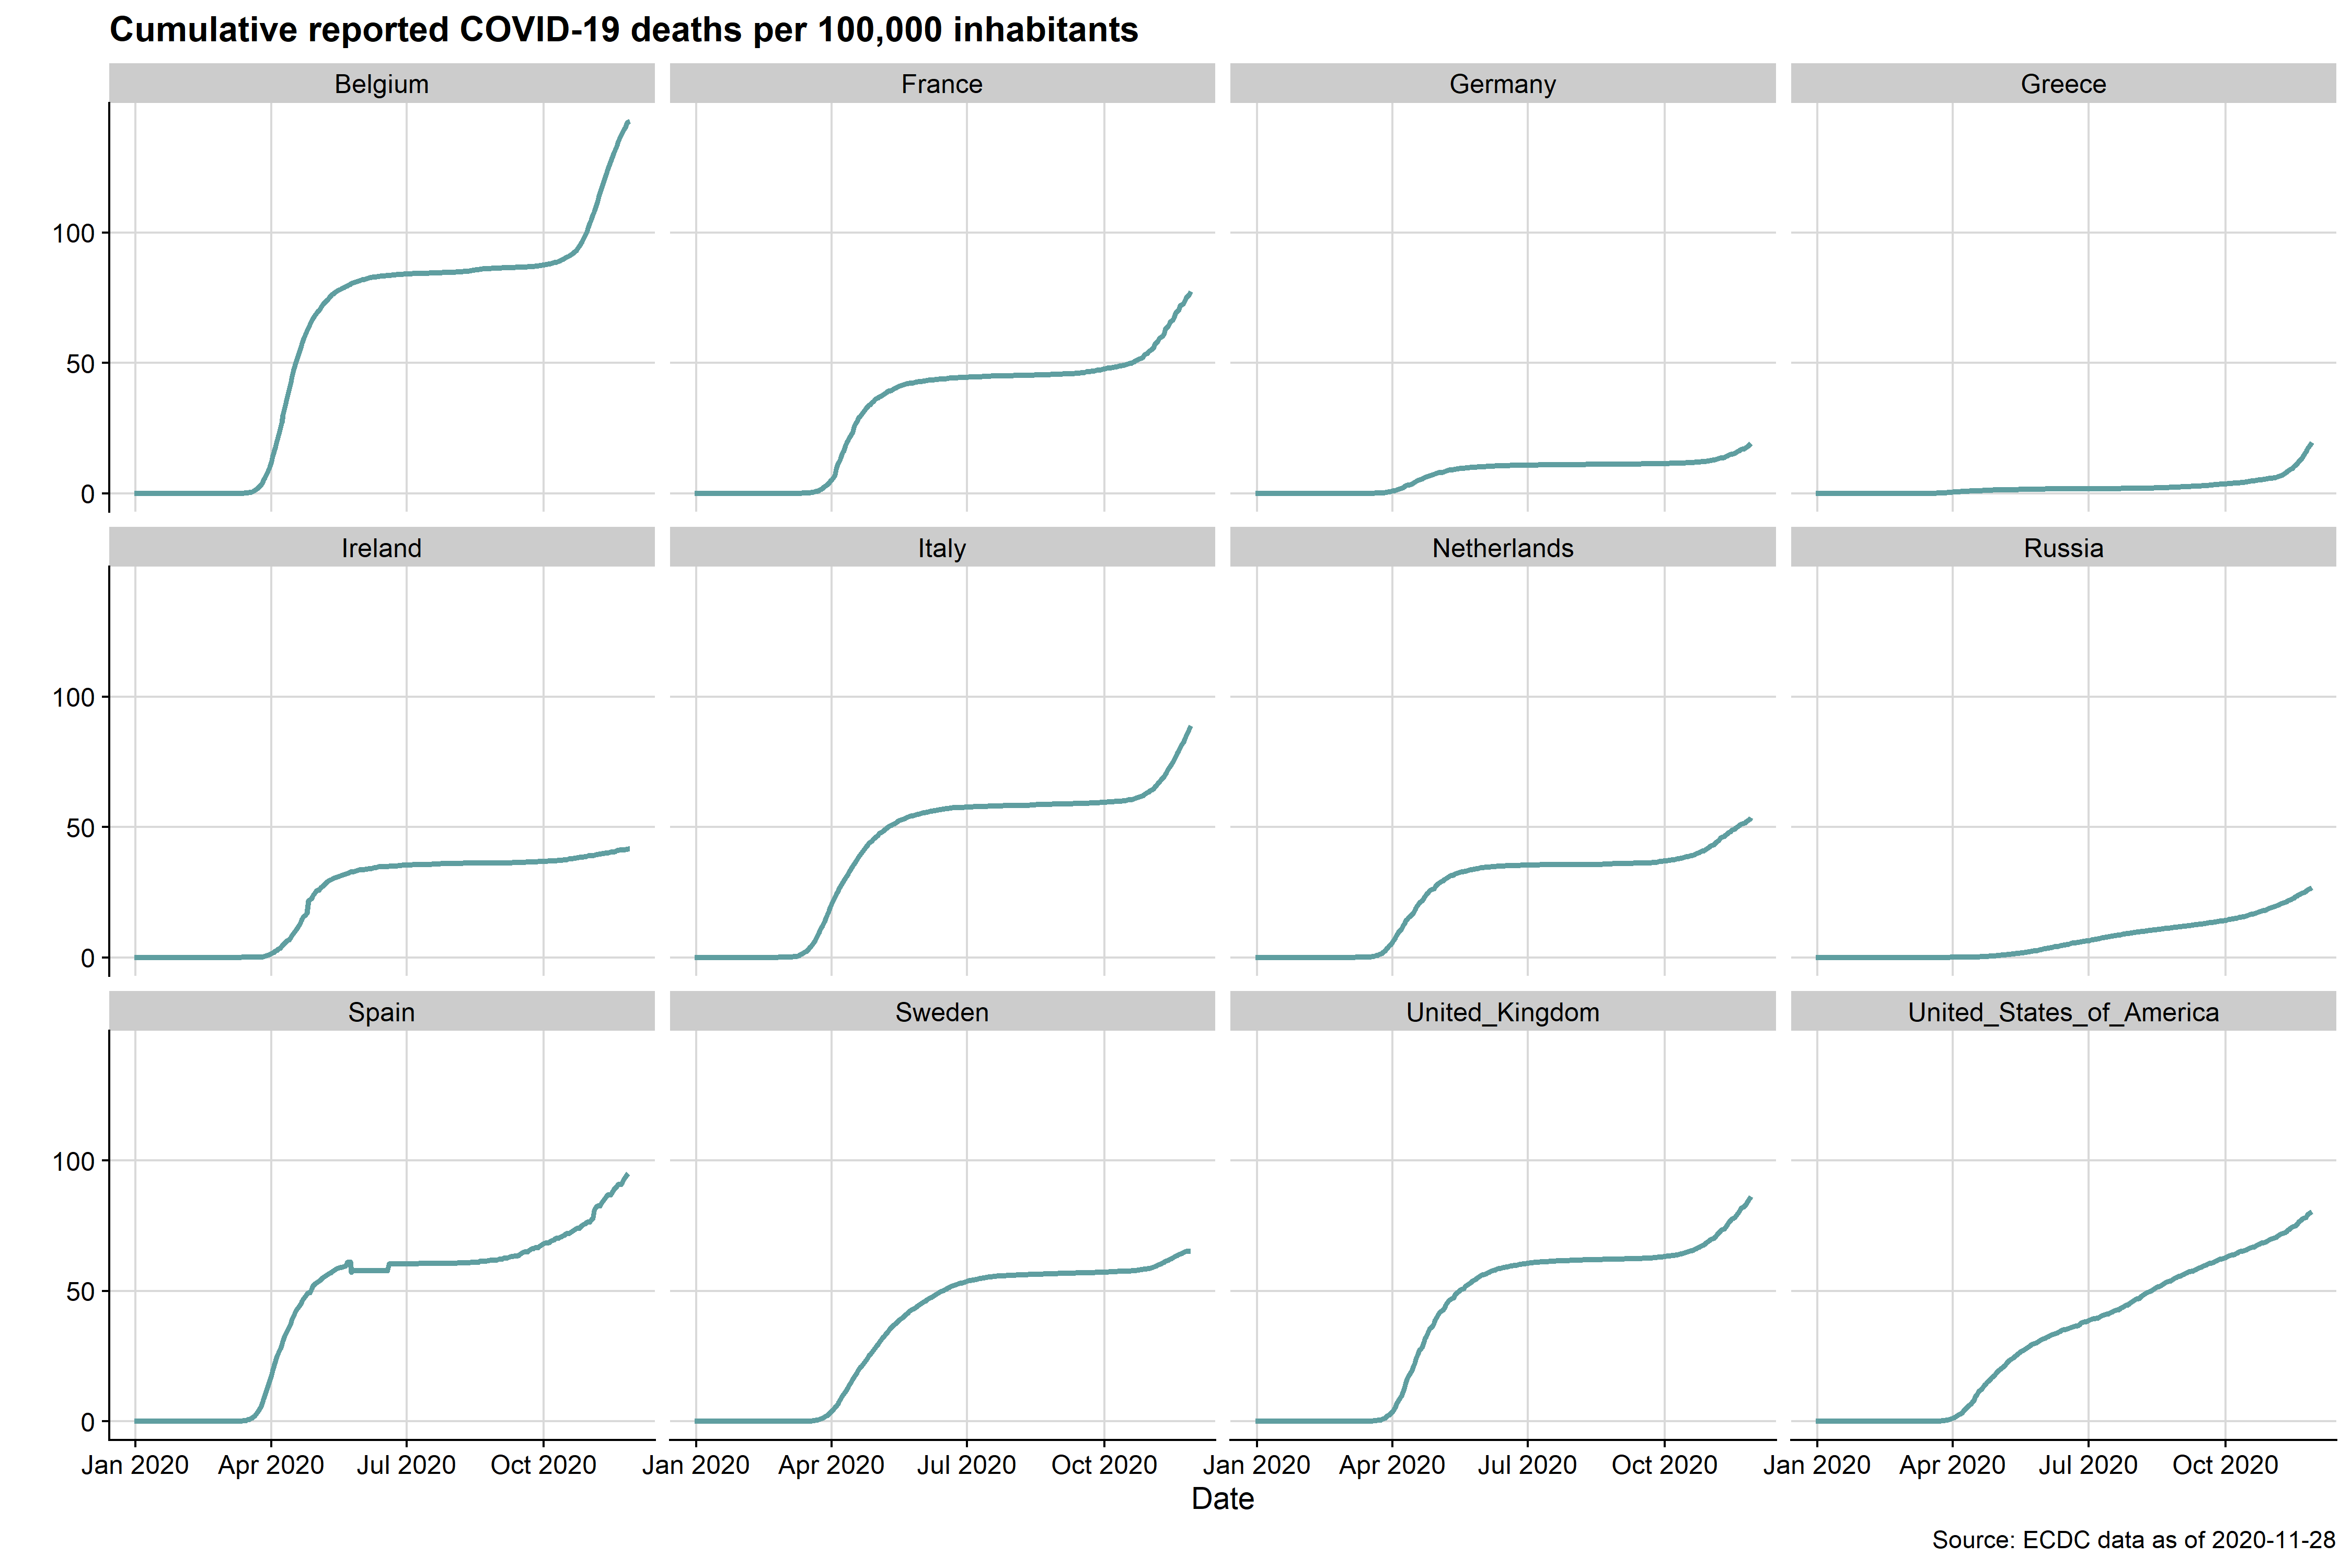 Cumulative reported COVID-19 deaths per 100,000 inhabitants
Belgium France Germany Greece
100
50
0
Ireland Italy Netherlands Russia
100
50
0
Spain Sweden United_Kingdom United_States_of_America
100
50
0
Jan 2020 Apr 2020 Jul 2020 Oct 2020 Jan 2020 Apr 2020 Jul 2020 Oct 2020 Jan 2020 Apr 2020 Jul 2020 Oct 2020 Jan 2020 Apr 2020 Jul 2020 Oct 2020
Date
Source: ECDC data as of 2020-11-28